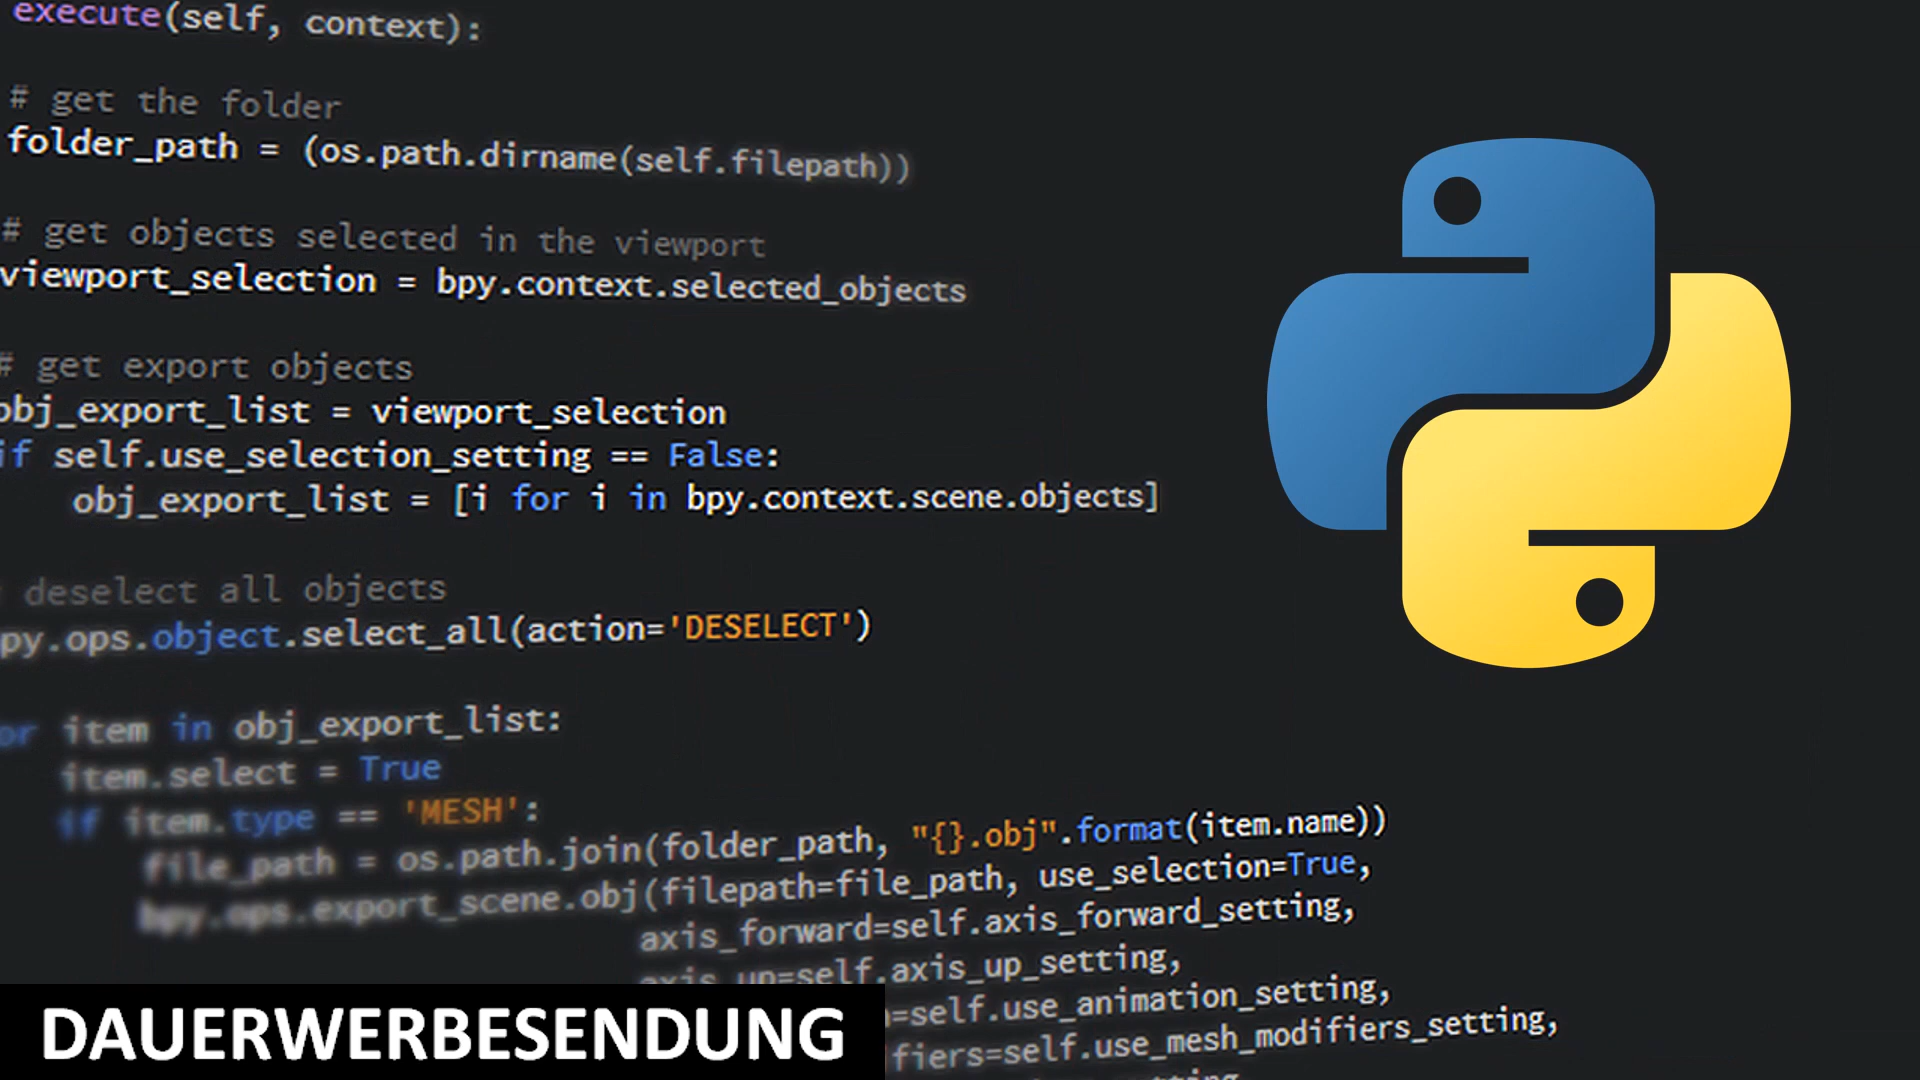 execute(self, context):
# get the folder
folder_path = (os.path.dirname(self.filepath))
# get objects selected in the viewport
viewport_selection = bpy.context.selected_objects
# get export objects
obj_export_list = viewport_selection
if self.use_selection_setting == False:
obj_export_list = [i for i in bpy.context.scene.objects]
deselect all objects
py.ops.object.select_all(action='DESELECT')
or item in obj_export_list:
item.select = True
if item.type == 'MESH':
file_path = os.path.join(folder_path, "{}.obj".format(item.name))
bpy.ops.export_scene.obj(filepath=file_path, use_selection=True,
axis_forward=self.axis_forward_setting,
axis_up=self.axis_up_setting,
=self.use_animation_setting,
fiers=self.use_mesh_modifiers_setting,
DAUERWERBESENDUNG